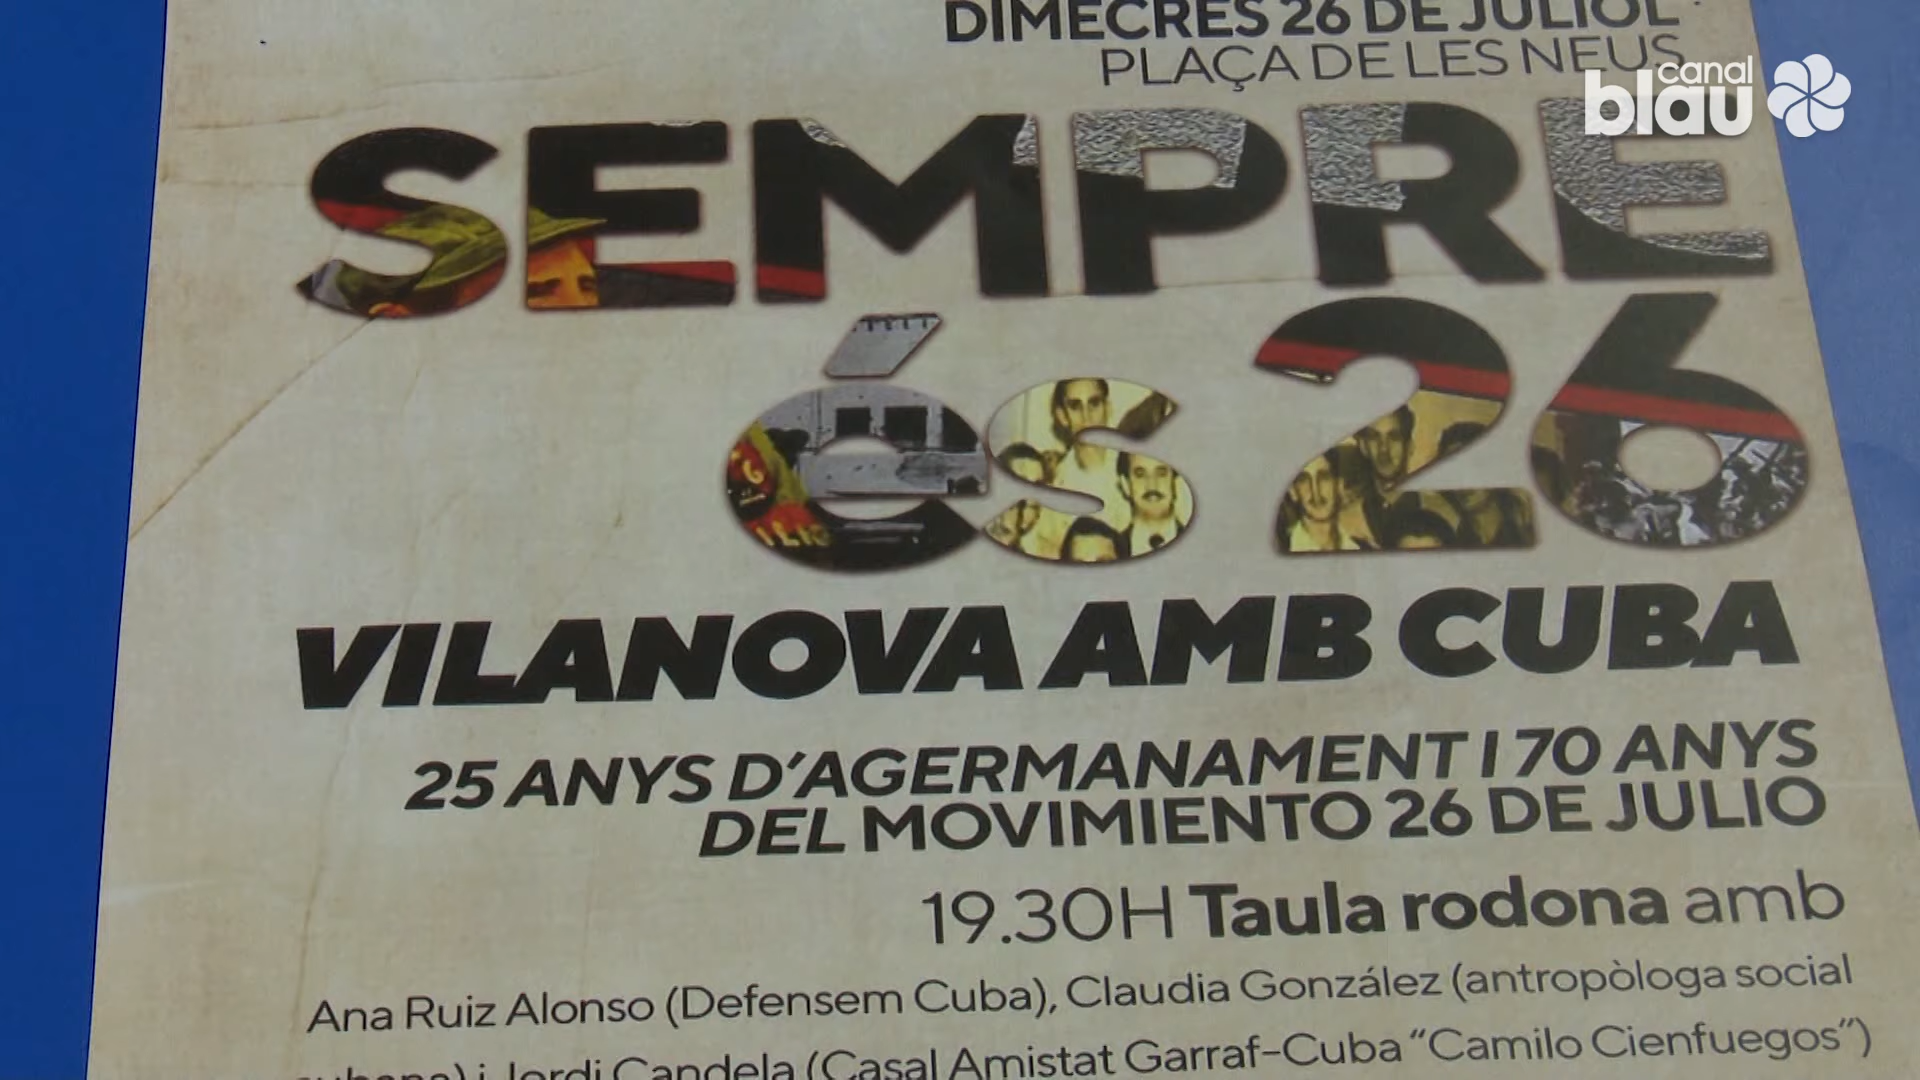 DIMECRES 26 DE JULIOL
PLAÇA DE LES NEUS
canal
blau
SEMPRE
és 26
VILANOVA AMB CUBA
25 ANYS D'AGERMANAMENT I 70 ANYS
DEL MOVIMIENTO 26 DE JULIO
19.30H Taula rodona amb
Ana Ruiz Alonso (Defensem Cuba), Claudia González (antropòloga social
cubana) i Jordi Candela (Casal Amistat Garraf-Cuba "Camilo Cienfuegos")